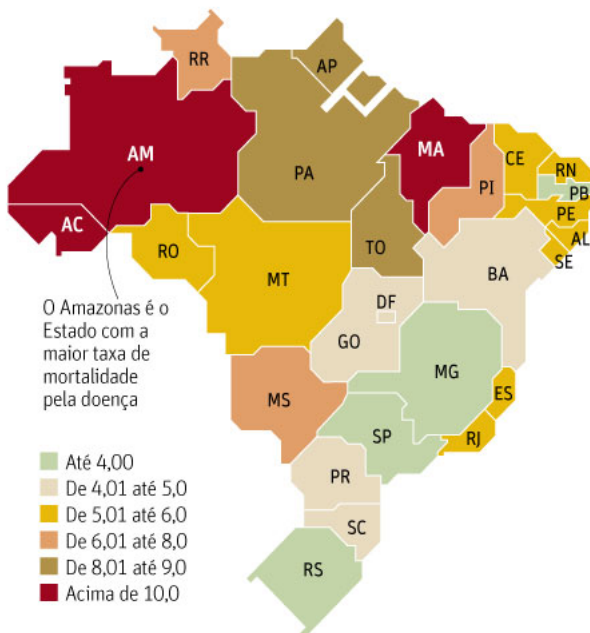 RR
AP
AM
PA
MA
CE
RN
PB
PI
PE
AL
SE
AC
RO
TO
BA
MT
DF
GO
O Amazonas é o
Estado com a
maior taxa de
mortalidade
pela doença
MG
MS
ES
SP
RJ
PR
SC
RS
Até 4,00
De 4,01 até 5,0
De 5,01 até 6,0
De 6,01 até 8,0
De 8,01 até 9,0
Acima de 10,0